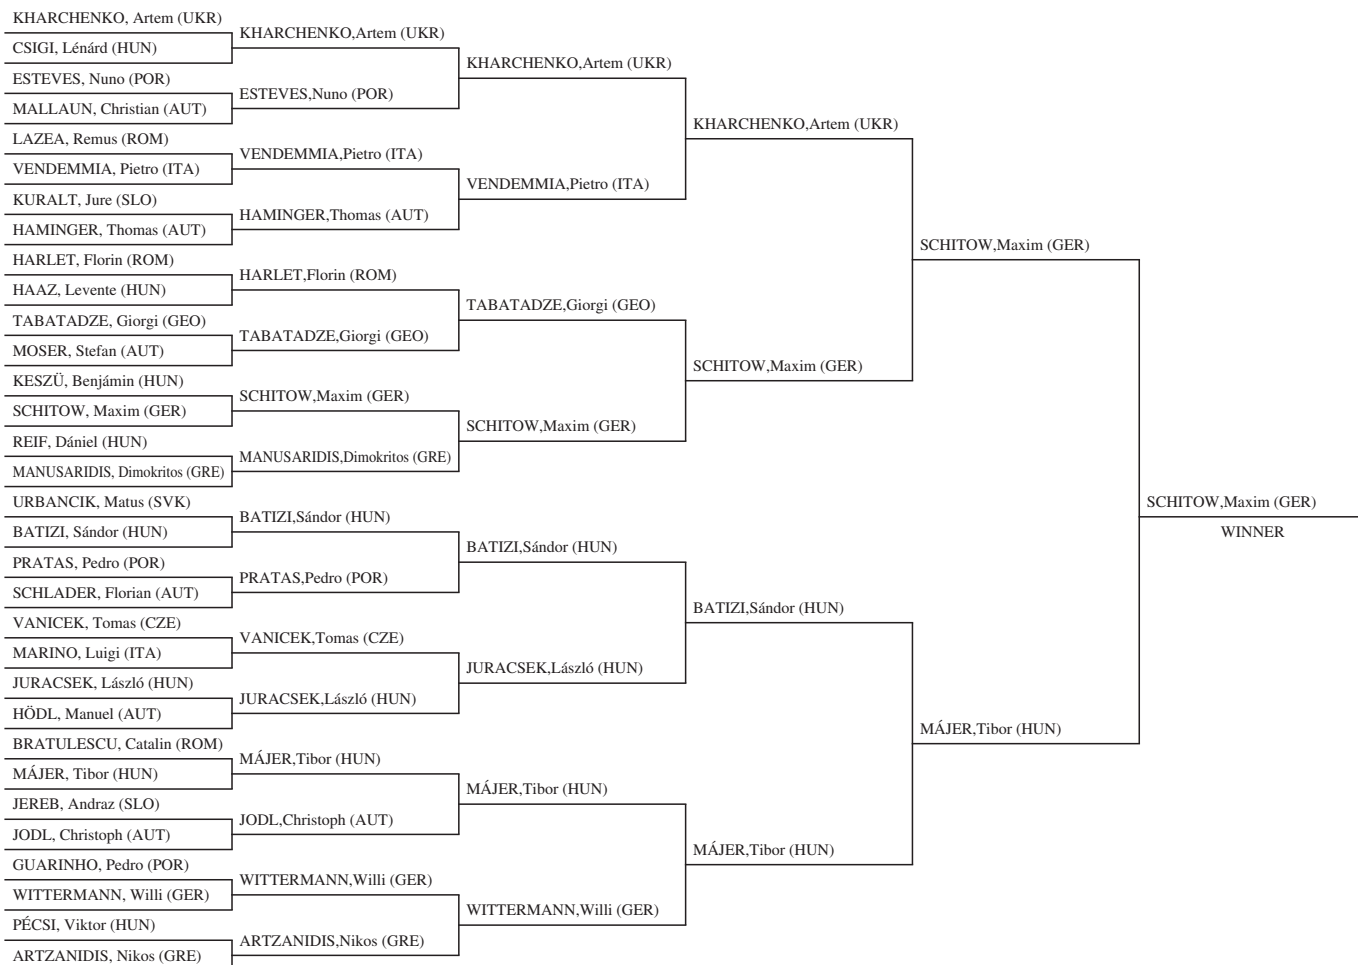 KHARCHENKO, Artem (UKR)
CSIGI, Lénárd (HUN)
ESTEVES, Nuno (POR)
MALLAUN, Christian (AUT)
LAZEA, Remus (ROM)
VENDEMMIA, Pietro (ITA)
KURALT, Jure (SLO)
HAMINGER, Thomas (AUT)
HARLET, Florin (ROM)
HAAZ, Levente (HUN)
TABATADZE, Giorgi (GEO)
MOSER, Stefan (AUT)
KESZÜ, Benjámin (HUN)
SCHITOW, Maxim (GER)
REIF, Dániel (HUN)
MANUSARIDIS, Dimokritos (GRE)
URBANCIK, Matus (SVK)
BATIZI, Sándor (HUN)
PRATAS, Pedro (POR)
SCHLADER, Florian (AUT)
VANICEK, Tomas (CZE)
MARINO, Luigi (ITA)
JURACSEK, László (HUN)
HÖDL, Manuel (AUT)
BRATULESCU, Catalin (ROM)
MÁJER, Tibor (HUN)
JEREB, Andraz (SLO)
JODL, Christoph (AUT)
GUARINHO, Pedro (POR)
WITTERMANN, Willi (GER)
PÉCSI, Viktor (HUN)
ARTZANIDIS, Nikos (GRE)
KHARCHENKO,Artem (UKR)
ESTEVES,Nuno (POR)
VENDEMMIA,Pietro (ITA)
HAMINGER,Thomas (AUT)
HARLET,Florin (ROM)
TABATADZE,Giorgi (GEO)
SCHITOW,Maxim (GER)
MANUSARIDIS,Dimokritos (GRE)
BATIZI,Sándor (HUN)
PRATAS,Pedro (POR)
VANICEK,Tomas (CZE)
JURACSEK,László (HUN)
MÁJER,Tibor (HUN)
JODL,Christoph (AUT)
WITTERMANN,Willi (GER)
ARTZANIDIS,Nikos (GRE)
KHARCHENKO,Artem (UKR)
VENDEMMIA,Pietro (ITA)
TABATADZE,Giorgi (GEO)
SCHITOW,Maxim (GER)
BATIZI,Sándor (HUN)
JURACSEK,László (HUN)
MÁJER,Tibor (HUN)
WITTERMANN,Willi (GER)
KHARCHENKO,Artem (UKR)
SCHITOW,Maxim (GER)
BATIZI,Sándor (HUN)
MÁJER,Tibor (HUN)
SCHITOW,Maxim (GER)
MÁJER,Tibor (HUN)
SCHITOW,Maxim (GER)
WINNER